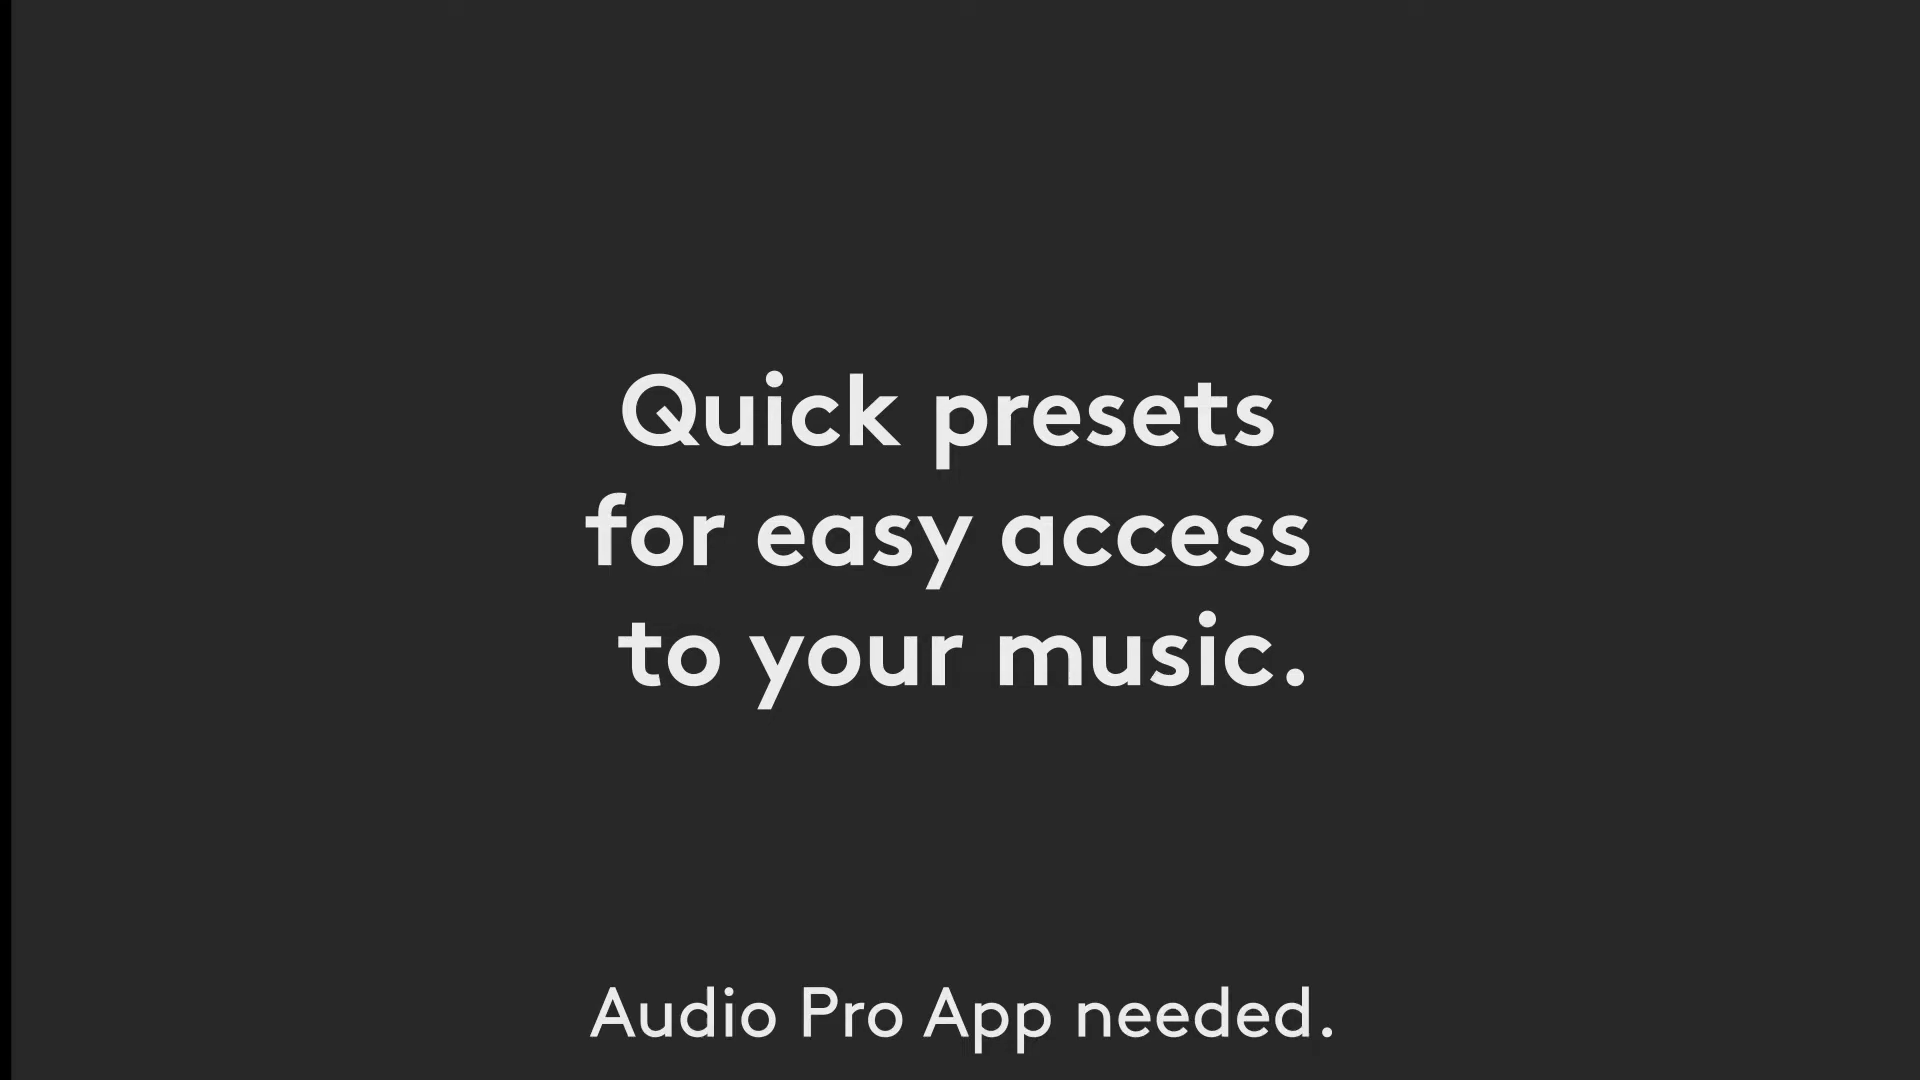 Quick presets
for easy access
to your music.
Audio Pro App needed.